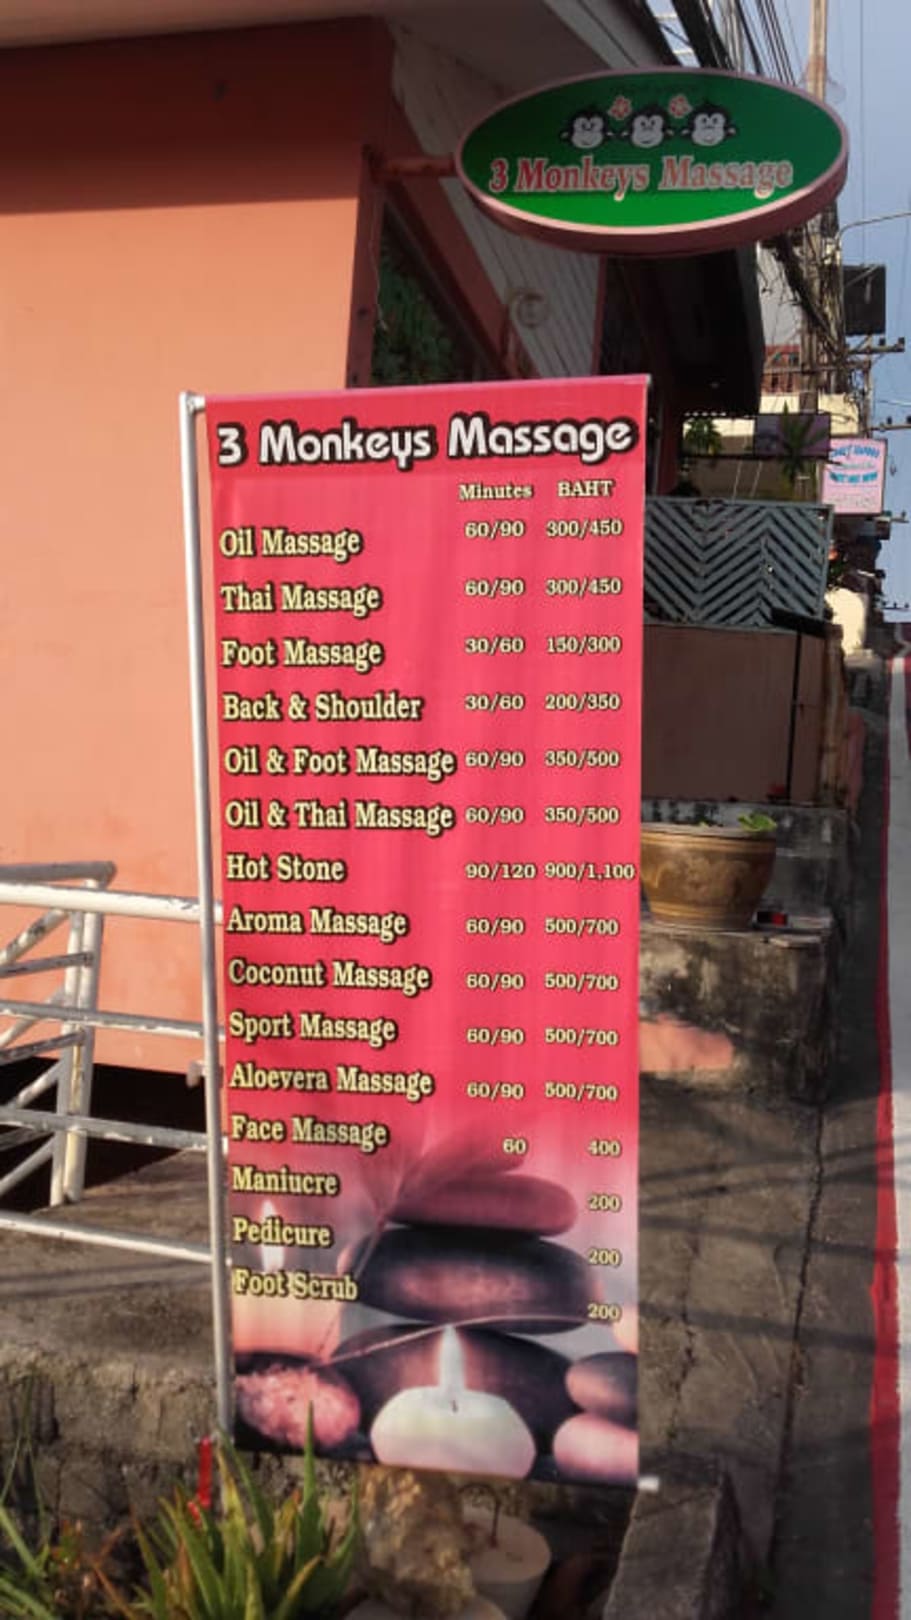 3 Monkeys Massage
3 Monkeys Massage
Minutes BAHT
Oil Massage 60/90 300/450
Thai Massage 60/90 300/450
Foot Massage 30/60 150/300
Back & Shoulder 30/60 200/350
Oil & Foot Massage 60/90 350/500
Oil & Thai Massage 60/90 350/500
Hot Stone 90/120 900/1,100
Aroma Massage 60/90 500/700
Coconut Massage 60/90 500/700
Sport Massage 60/90 500/700
Aloevera Massage 60/90 500/700
Face Massage 60 400
Maniucre 200
Pedicure 200
Foot Scrub 200